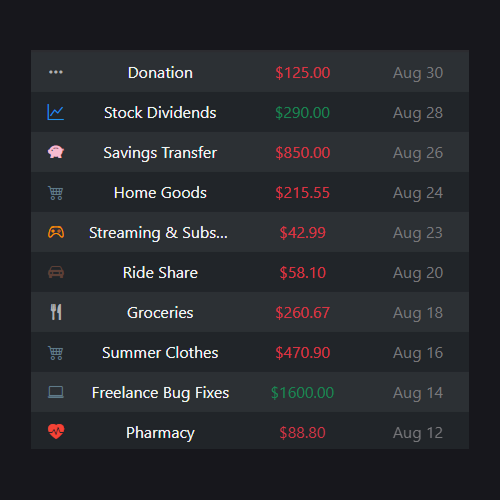 Donation $125.00 Aug 30
Stock Dividends $290.00 Aug 28
Savings Transfer $850.00 Aug 26
Home Goods $215.55 Aug 24
Streaming & Subs... $42.99 Aug 23
Ride Share $58.10 Aug 20
Groceries $260.67 Aug 18
Summer Clothes $470.90 Aug 16
Freelance Bug Fixes $1600.00 Aug 14
Pharmacy $88.80 Aug 12